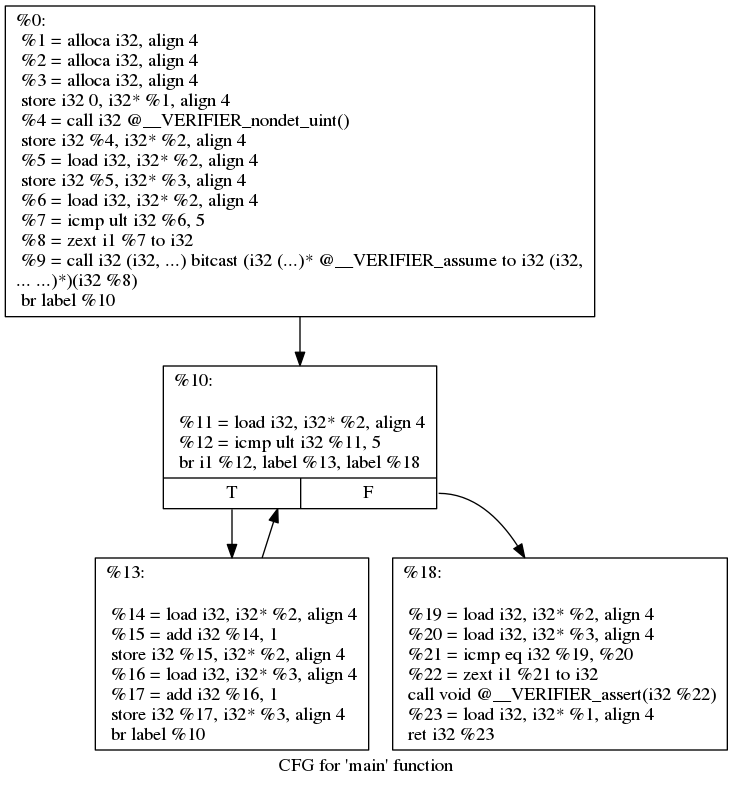 %0:
%1 = alloca i32, align 4
%2 = alloca i32, align 4
%3 = alloca i32, align 4
store i32 0, i32* %1, align 4
%4 = call i32 @__VERIFIER_nondet_uint()
store i32 %4, i32* %2, align 4
%5 = load i32, i32* %2, align 4
store i32 %5, i32* %3, align 4
%6 = load i32, i32* %2, align 4
%7 = icmp ult i32 %6, 5
%8 = zext i1 %7 to i32
%9 = call i32 (i32, ...) bitcast (i32 (...)* @__VERIFIER_assume to i32 (i32,
... ...)*)(i32 %8)
br label %10
%10:
%11 = load i32, i32* %2, align 4
%12 = icmp ult i32 %11, 5
br i1 %12, label %13, label %18
T
F
%13:
%14 = load i32, i32* %2, align 4
%15 = add i32 %14, 1
store i32 %15, i32* %2, align 4
%16 = load i32, i32* %3, align 4
%17 = add i32 %16, 1
store i32 %17, i32* %3, align 4
br label %10
%18:
%19 = load i32, i32* %2, align 4
%20 = load i32, i32* %3, align 4
%21 = icmp eq i32 %19, %20
%22 = zext i1 %21 to i32
call void @__VERIFIER_assert(i32 %22)
%23 = load i32, i32* %1, align 4
ret i32 %23
CFG for 'main' function